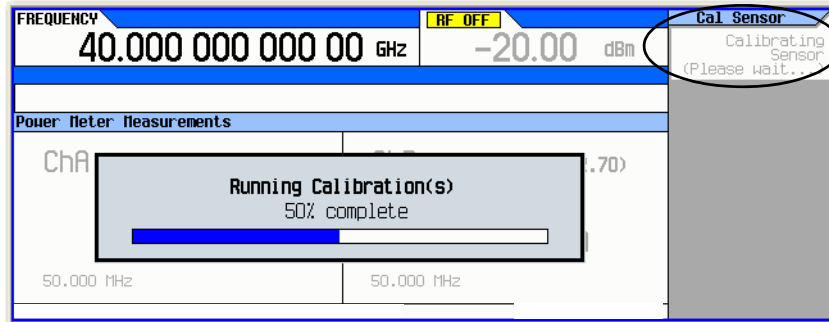 FREQUENCY
40.000 000 000 00 GHz
RF OFF
-20.00 dBm
Cal Sensor
Calibrating
Sensor
(Please wait...)
Power Meter Measurements
ChA
.70)
Running Calibration(s)
50% complete
50.000 MHz
50.000 MHz